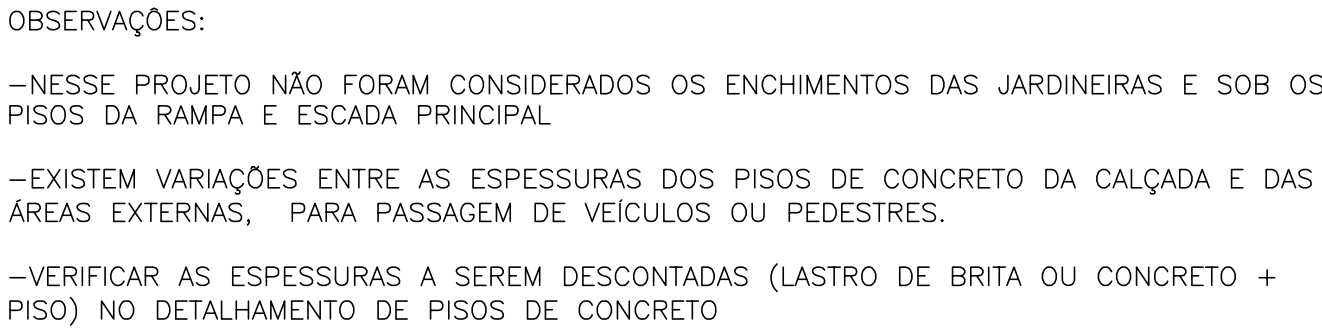 OBSERVAÇÕES:
—NESSE PROJETO NÃO FORAM CONSIDERADOS OS ENCHIMENTOS DAS JARDINEIRAS E SOB OS
PISOS DA RAMPA E ESCADA PRINCIPAL
—EXISTEM VARIAÇÕES ENTRE AS ESPESSURAS DOS PISOS DE CONCRETO DA CALÇADA E DAS
ÁREAS EXTERNAS, PARA PASSAGEM DE VEÍCULOS OU PEDESTRES.
—VERIFICAR AS ESPESSURAS A SEREM DESCONTADAS (LASTRO DE BRITA OU CONCRETO +
PISO) NO DETALHAMENTO DE PISOS DE CONCRETO